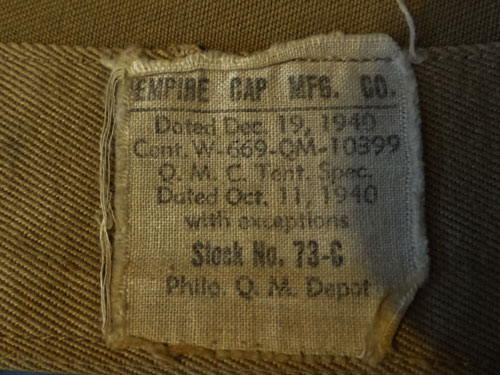 EMPIRE CAP MFG. CO.
Dated Dec. 19, 1940
Cont. W-669-QM-10399
Q. M. C. Tent. Spec.
Dated Oct. 11, 1940
with exceptions
Stock No. 73-C
Phila. Q. M. Depot